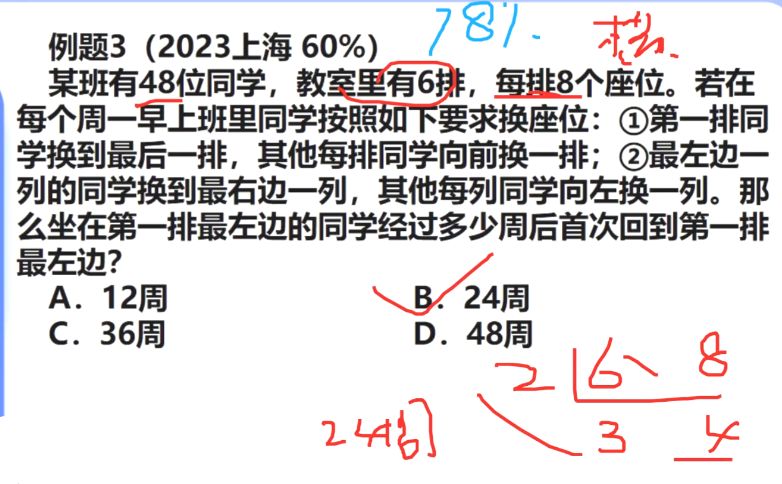 78%.
例题3（2023上海 60%）
某班有48位同学，教室里有6排，每排8个座位。若在
每个周一早上班里同学按照如下要求换座位：①第一排同
学换到最后一排，其他每排同学向前换一排；②最左边一
列的同学换到最右边一列，其他每列同学向左换一列。那
么坐在第一排最左边的同学经过多少周后首次回到第一排
最左边？
A．12周 B．24周
C．36周 D．48周
2 6 8
3 4
24